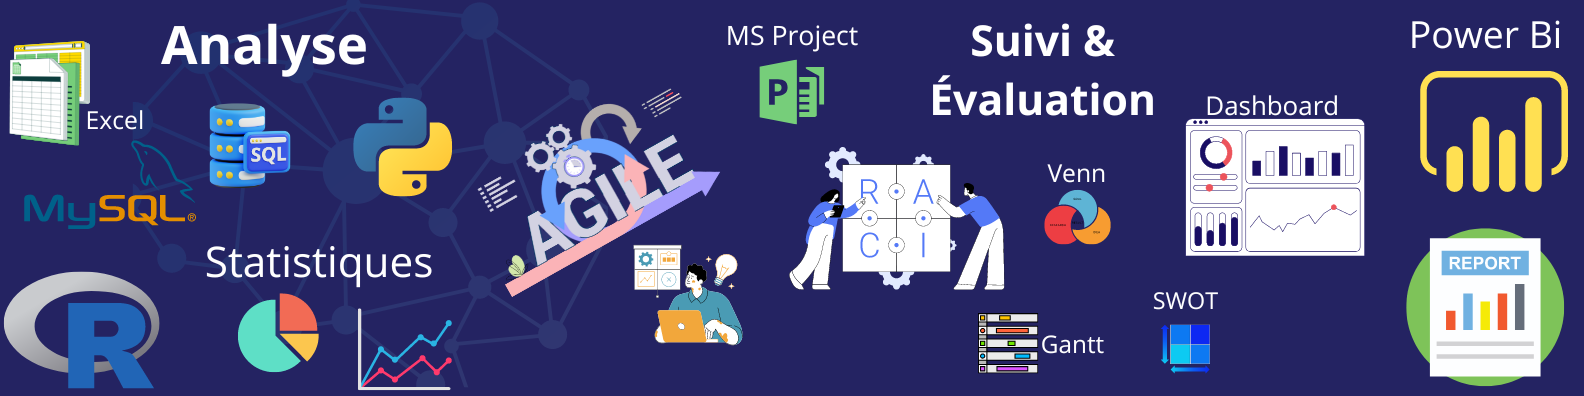 Analyse
Excel
SQL
MySQL®
Statistiques
R
AGILE
MS Project
P
Suivi &
Évaluation
R A
C I
Venn
Gantt
SWOT
Dashboard
Power Bi
REPORT